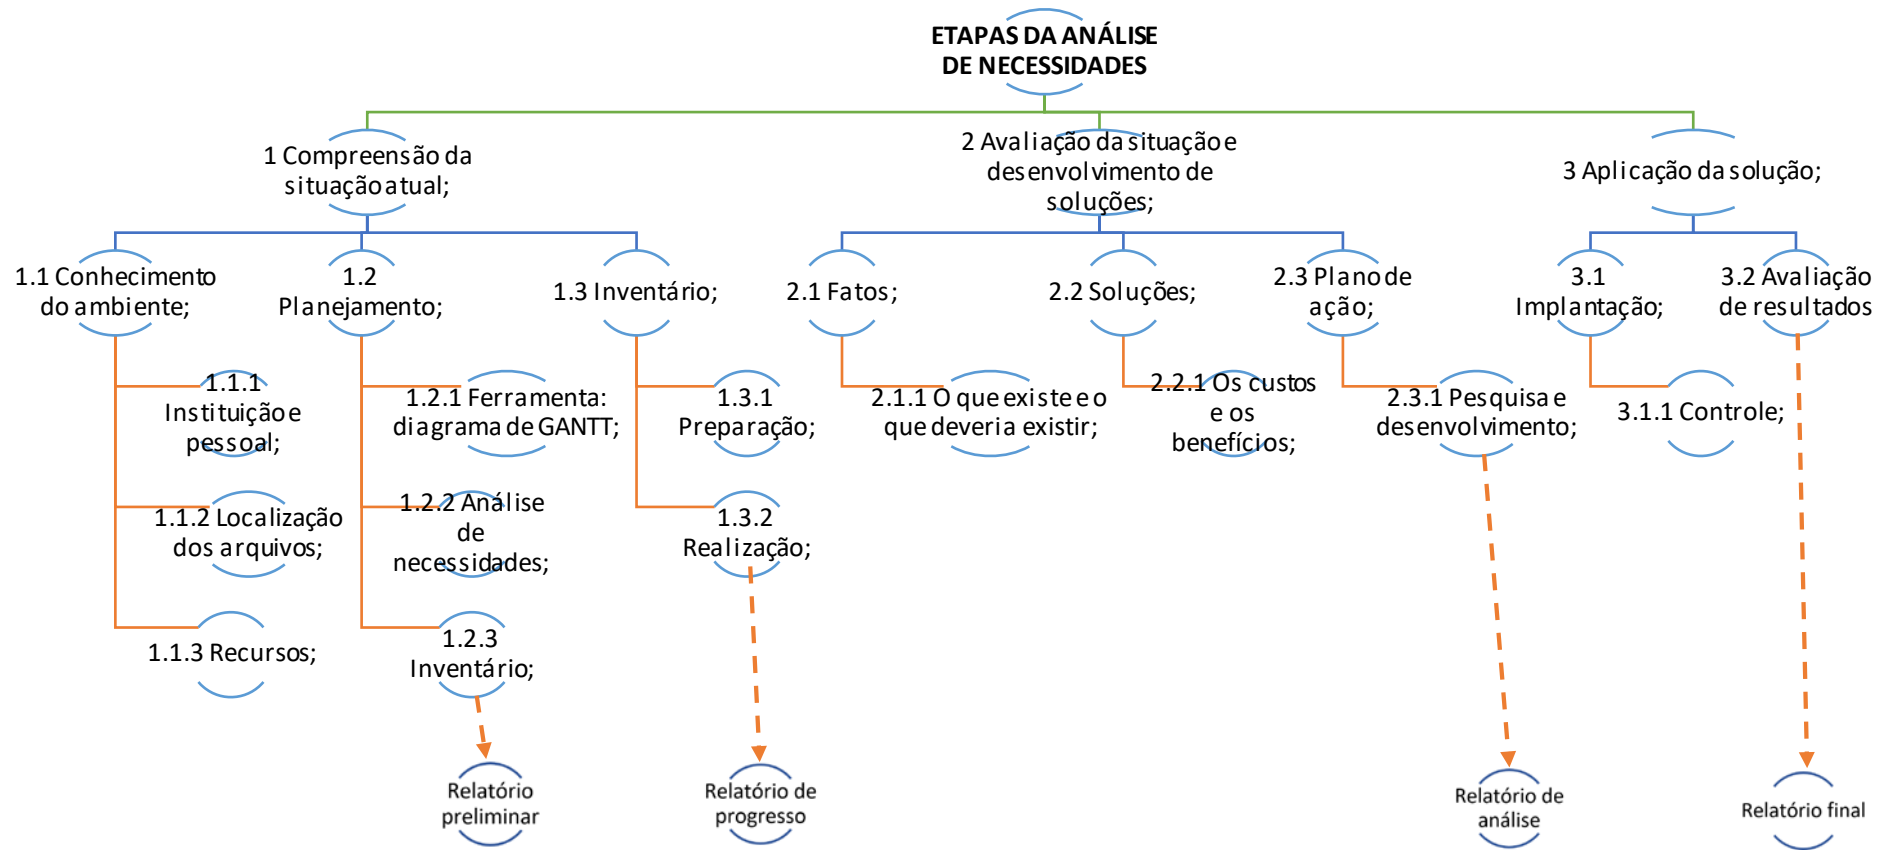 ETAPAS DA ANÁLISE
DE NECESSIDADES
1 Compreensão da
situação atual;
2 Avaliação da situação e
desenvolvimento de
soluções;
3 Aplicação da solução;
1.1 Conhecimento
do ambiente;
1.2
Planejamento;
1.3 Inventário;
2.1 Fatos;
2.2 Soluções;
2.3 Plano de
ação;
3.1
Implantação;
3.2 Avaliação
de resultados
1.1.1
Instituição e
pessoal;
1.2.1 Ferramenta:
diagrama de GANTT;
1.3.1
Preparação;
2.1.1 O que existe e o
que deveria existir;
2.2.1 Os custos
e os
benefícios;
2.3.1 Pesquisa e
desenvolvimento;
3.1.1 Controle;
1.1.2 Localização
dos arquivos;
1.2.2 Análise
de
necessidades;
1.3.2
Realização;
1.1.3 Recursos;
1.2.3
Inventário;
Relatório
preliminar
Relatório de
progresso
Relatório de
análise
Relatório final